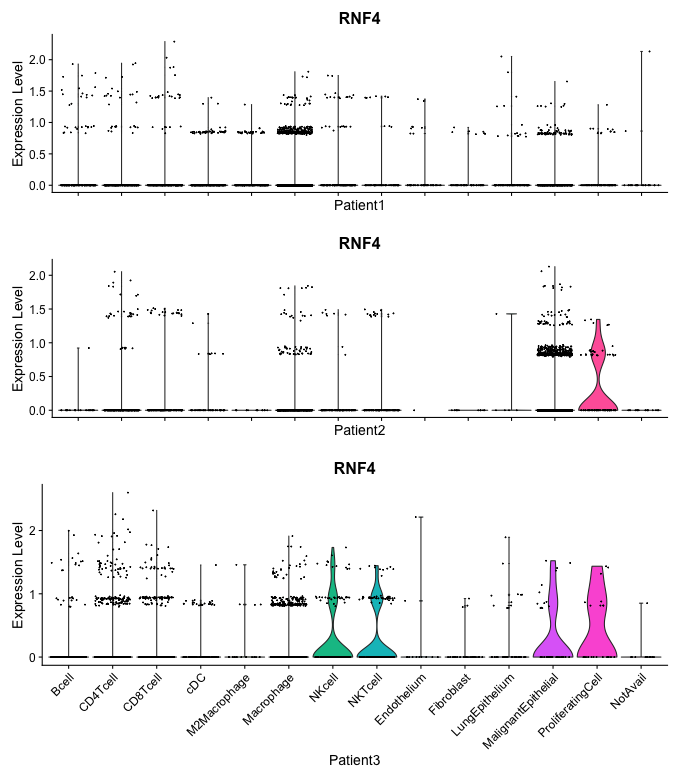 RNF4
Expression Level
2.0
1.5
1.0
0.5
0.0
Patient1
RNF4
Expression Level
2.0
1.5
1.0
0.5
0.0
Patient2
RNF4
Expression Level
2
1
0
Bcell
CD4Tcell
CD8Tcell
cDC
M2Macrophage
Macrophage
NKcell
NKTcell
Endothelium
Fibroblast
LungEpithelium
MalignantEpithelial
ProliferatingCell
NotAvail
Patient3